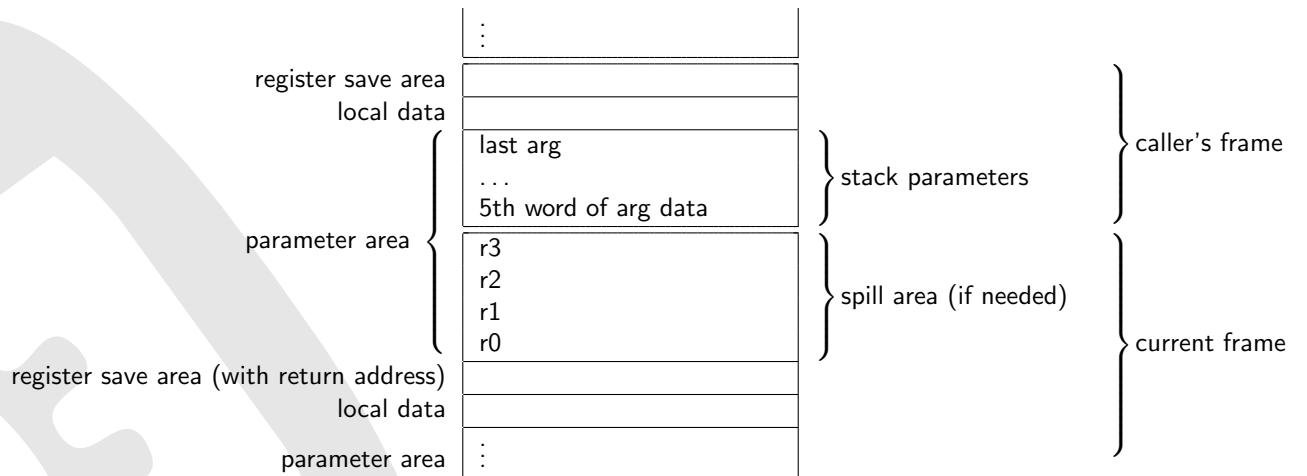 ⋮
register save area
local data
last arg
. . .
5th word of arg data
parameter area
stack parameters
caller's frame
r3
r2
r1
r0
spill area (if needed)
current frame
register save area (with return address)
local data
parameter area
⋮